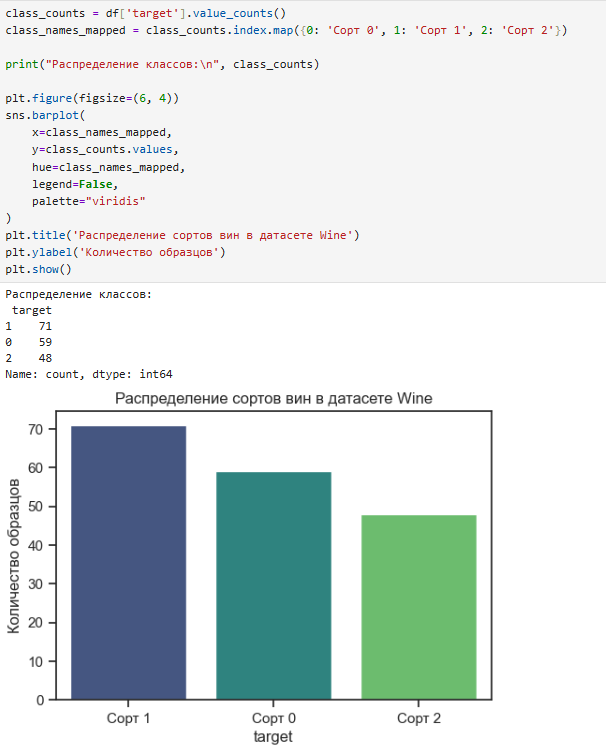 class_counts = df['target'].value_counts()
class_names_mapped = class_counts.index.map({0: 'Сорт 0', 1: 'Сорт 1', 2: 'Сорт 2'})
print("Распределение классов:\n", class_counts)
plt.figure(figsize=(6, 4))
sns.barplot(
    x=class_names_mapped,
    y=class_counts.values,
    hue=class_names_mapped,
    legend=False,
    palette="viridis"
)
plt.title('Распределение сортов вин в датасете Wine')
plt.ylabel('Количество образцов')
plt.show()
Распределение классов:
 target
1    71
0    59
2    48
Name: count, dtype: int64
Распределение сортов вин в датасете Wine
Количество образцов
70
60
50
40
30
20
10
0
Сорт 1 Сорт 0 Сорт 2
target